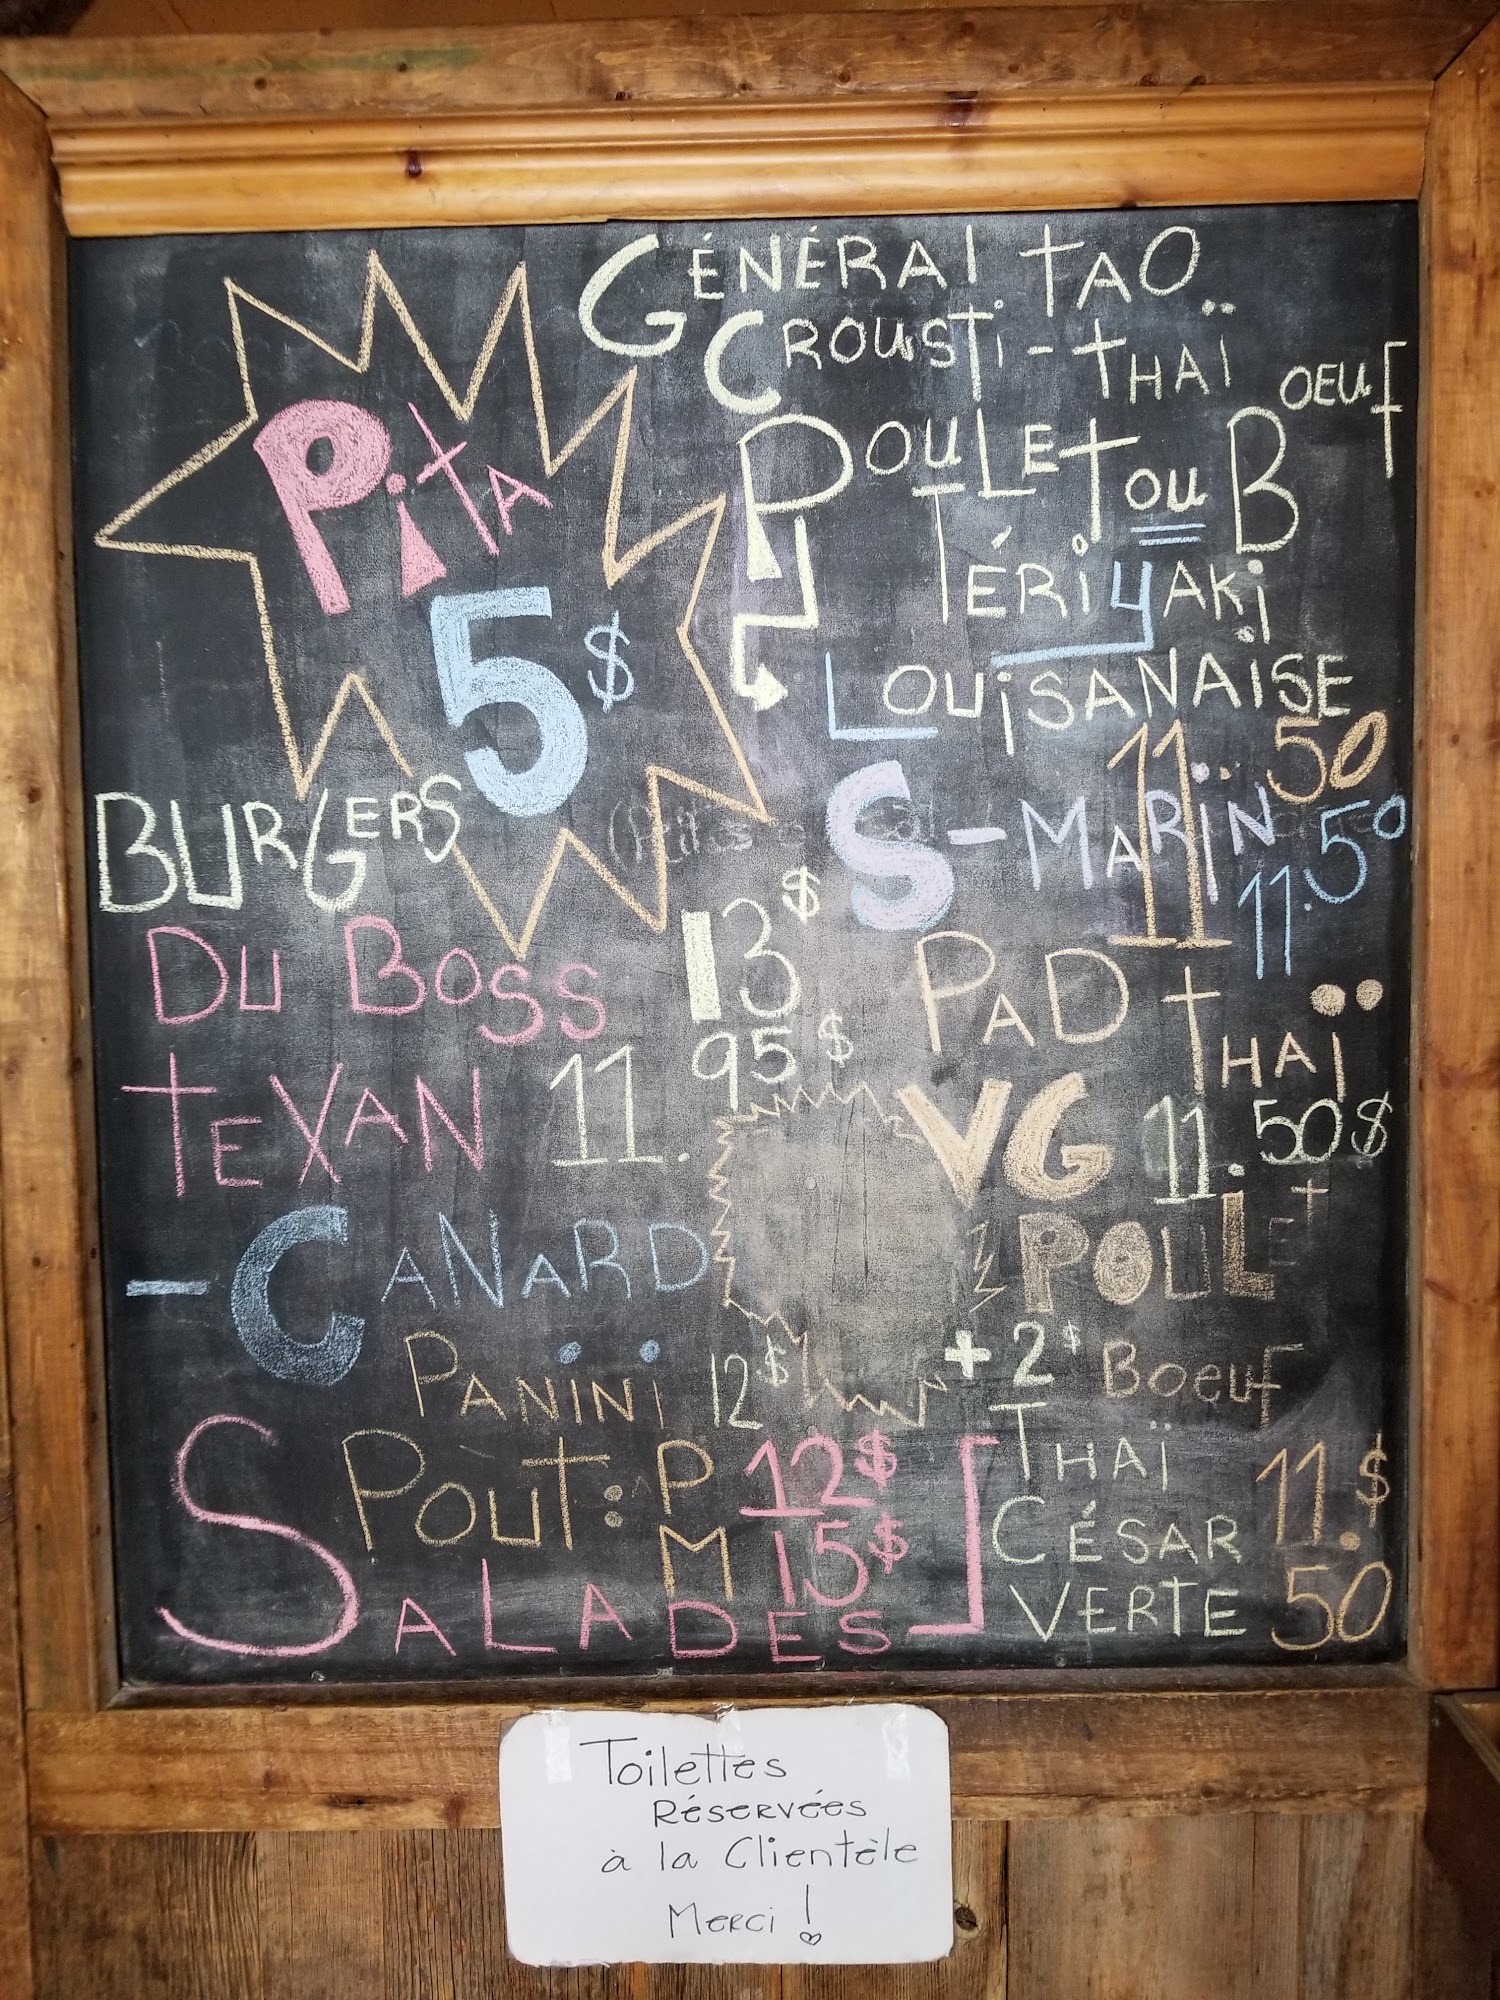 PiTA
5$
BURGERS
DU BOSS 13$
TEXAN 11.95$
- CANARD
PANiNi 12$
POUT: P 12$
M 15$
SALADES
GÉNÉRAl TAO
CROUSTi-THAÏ
POULET OU BOEUf
TÉRiYAKi
LOUiSANAiSE
11 50
S-MARiN
11.50
PAD THAÏ
VG 11.50$
POULET
+2$ BOEUF
THAÏ
CÉSAR 11.$
VERTE 50
Toilettes
RÉSERVÉES
à la Clientèle
MERCi !